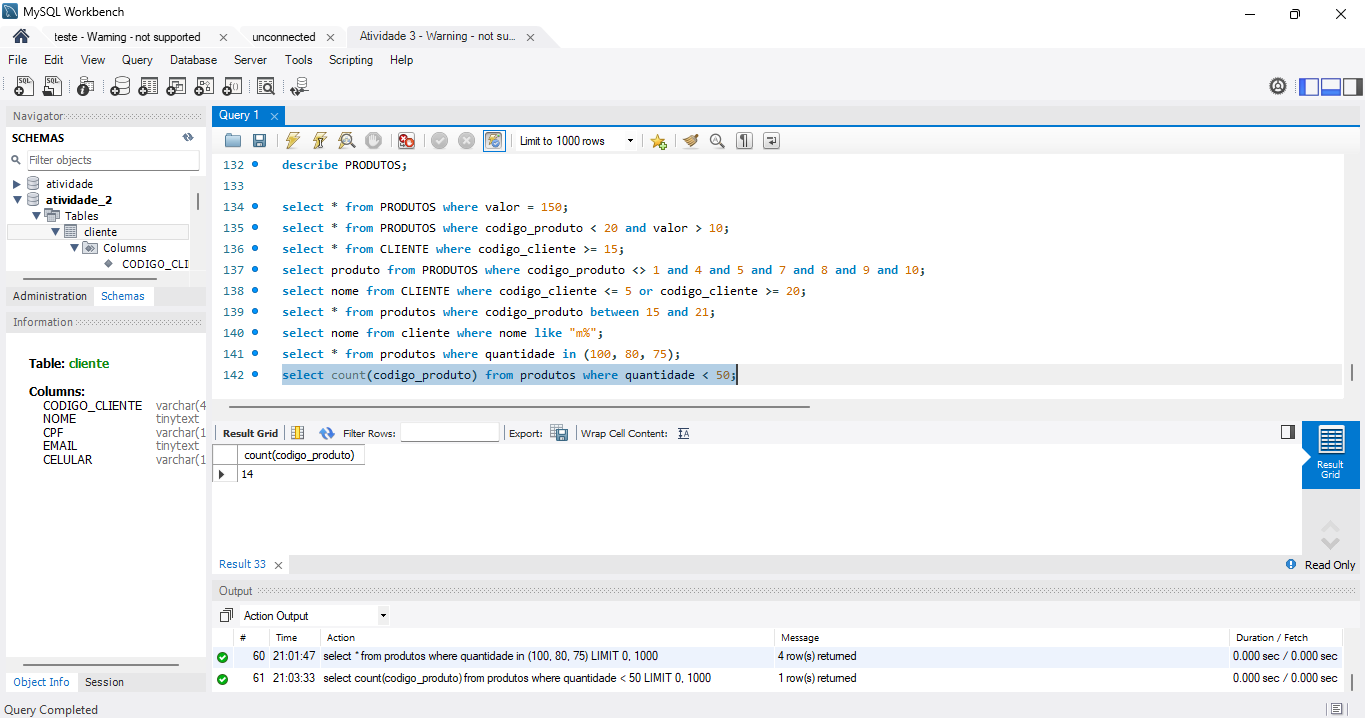 MySQL Workbench
teste - Warning - not supported
unconnected
Atividade 3 - Warning - not su...
File Edit View Query Database Server Tools Scripting Help
Navigator
SCHEMAS
Filter objects
atividade
atividade_2
Tables
cliente
Columns
CODIGO_CLI
Administration Schemas
Information
Table: cliente
Columns:
CODIGO_CLIENTE varchar(4
NOME tinytext
CPF varchar(1
EMAIL tinytext
CELULAR varchar(1
Object Info Session
Query 1
Limit to 1000 rows
132 describe PRODUTOS;
133
134 select * from PRODUTOS where valor = 150;
135 select * from PRODUTOS where codigo_produto < 20 and valor > 10;
136 select * from CLIENTE where codigo_cliente >= 15;
137 select produto from PRODUTOS where codigo_produto <> 1 and 4 and 5 and 7 and 8 and 9 and 10;
138 select nome from CLIENTE where codigo_cliente <= 5 or codigo_cliente >= 20;
139 select * from produtos where codigo_produto between 15 and 21;
140 select nome from cliente where nome like "m%";
141 select * from produtos where quantidade in (100, 80, 75);
142 select count(codigo_produto) from produtos where quantidade < 50;
Result Grid Filter Rows: Export: Wrap Cell Content:
count(codigo_produto)
14
Result Grid
Result 33
Read Only
Output
Action Output
# Time Action Message Duration / Fetch
60 21:01:47 select * from produtos where quantidade in (100, 80, 75) LIMIT 0, 1000 4 row(s) returned 0.000 sec / 0.000 sec
61 21:03:33 select count(codigo_produto) from produtos where quantidade < 50 LIMIT 0, 1000 1 row(s) returned 0.000 sec / 0.000 sec
Query Completed